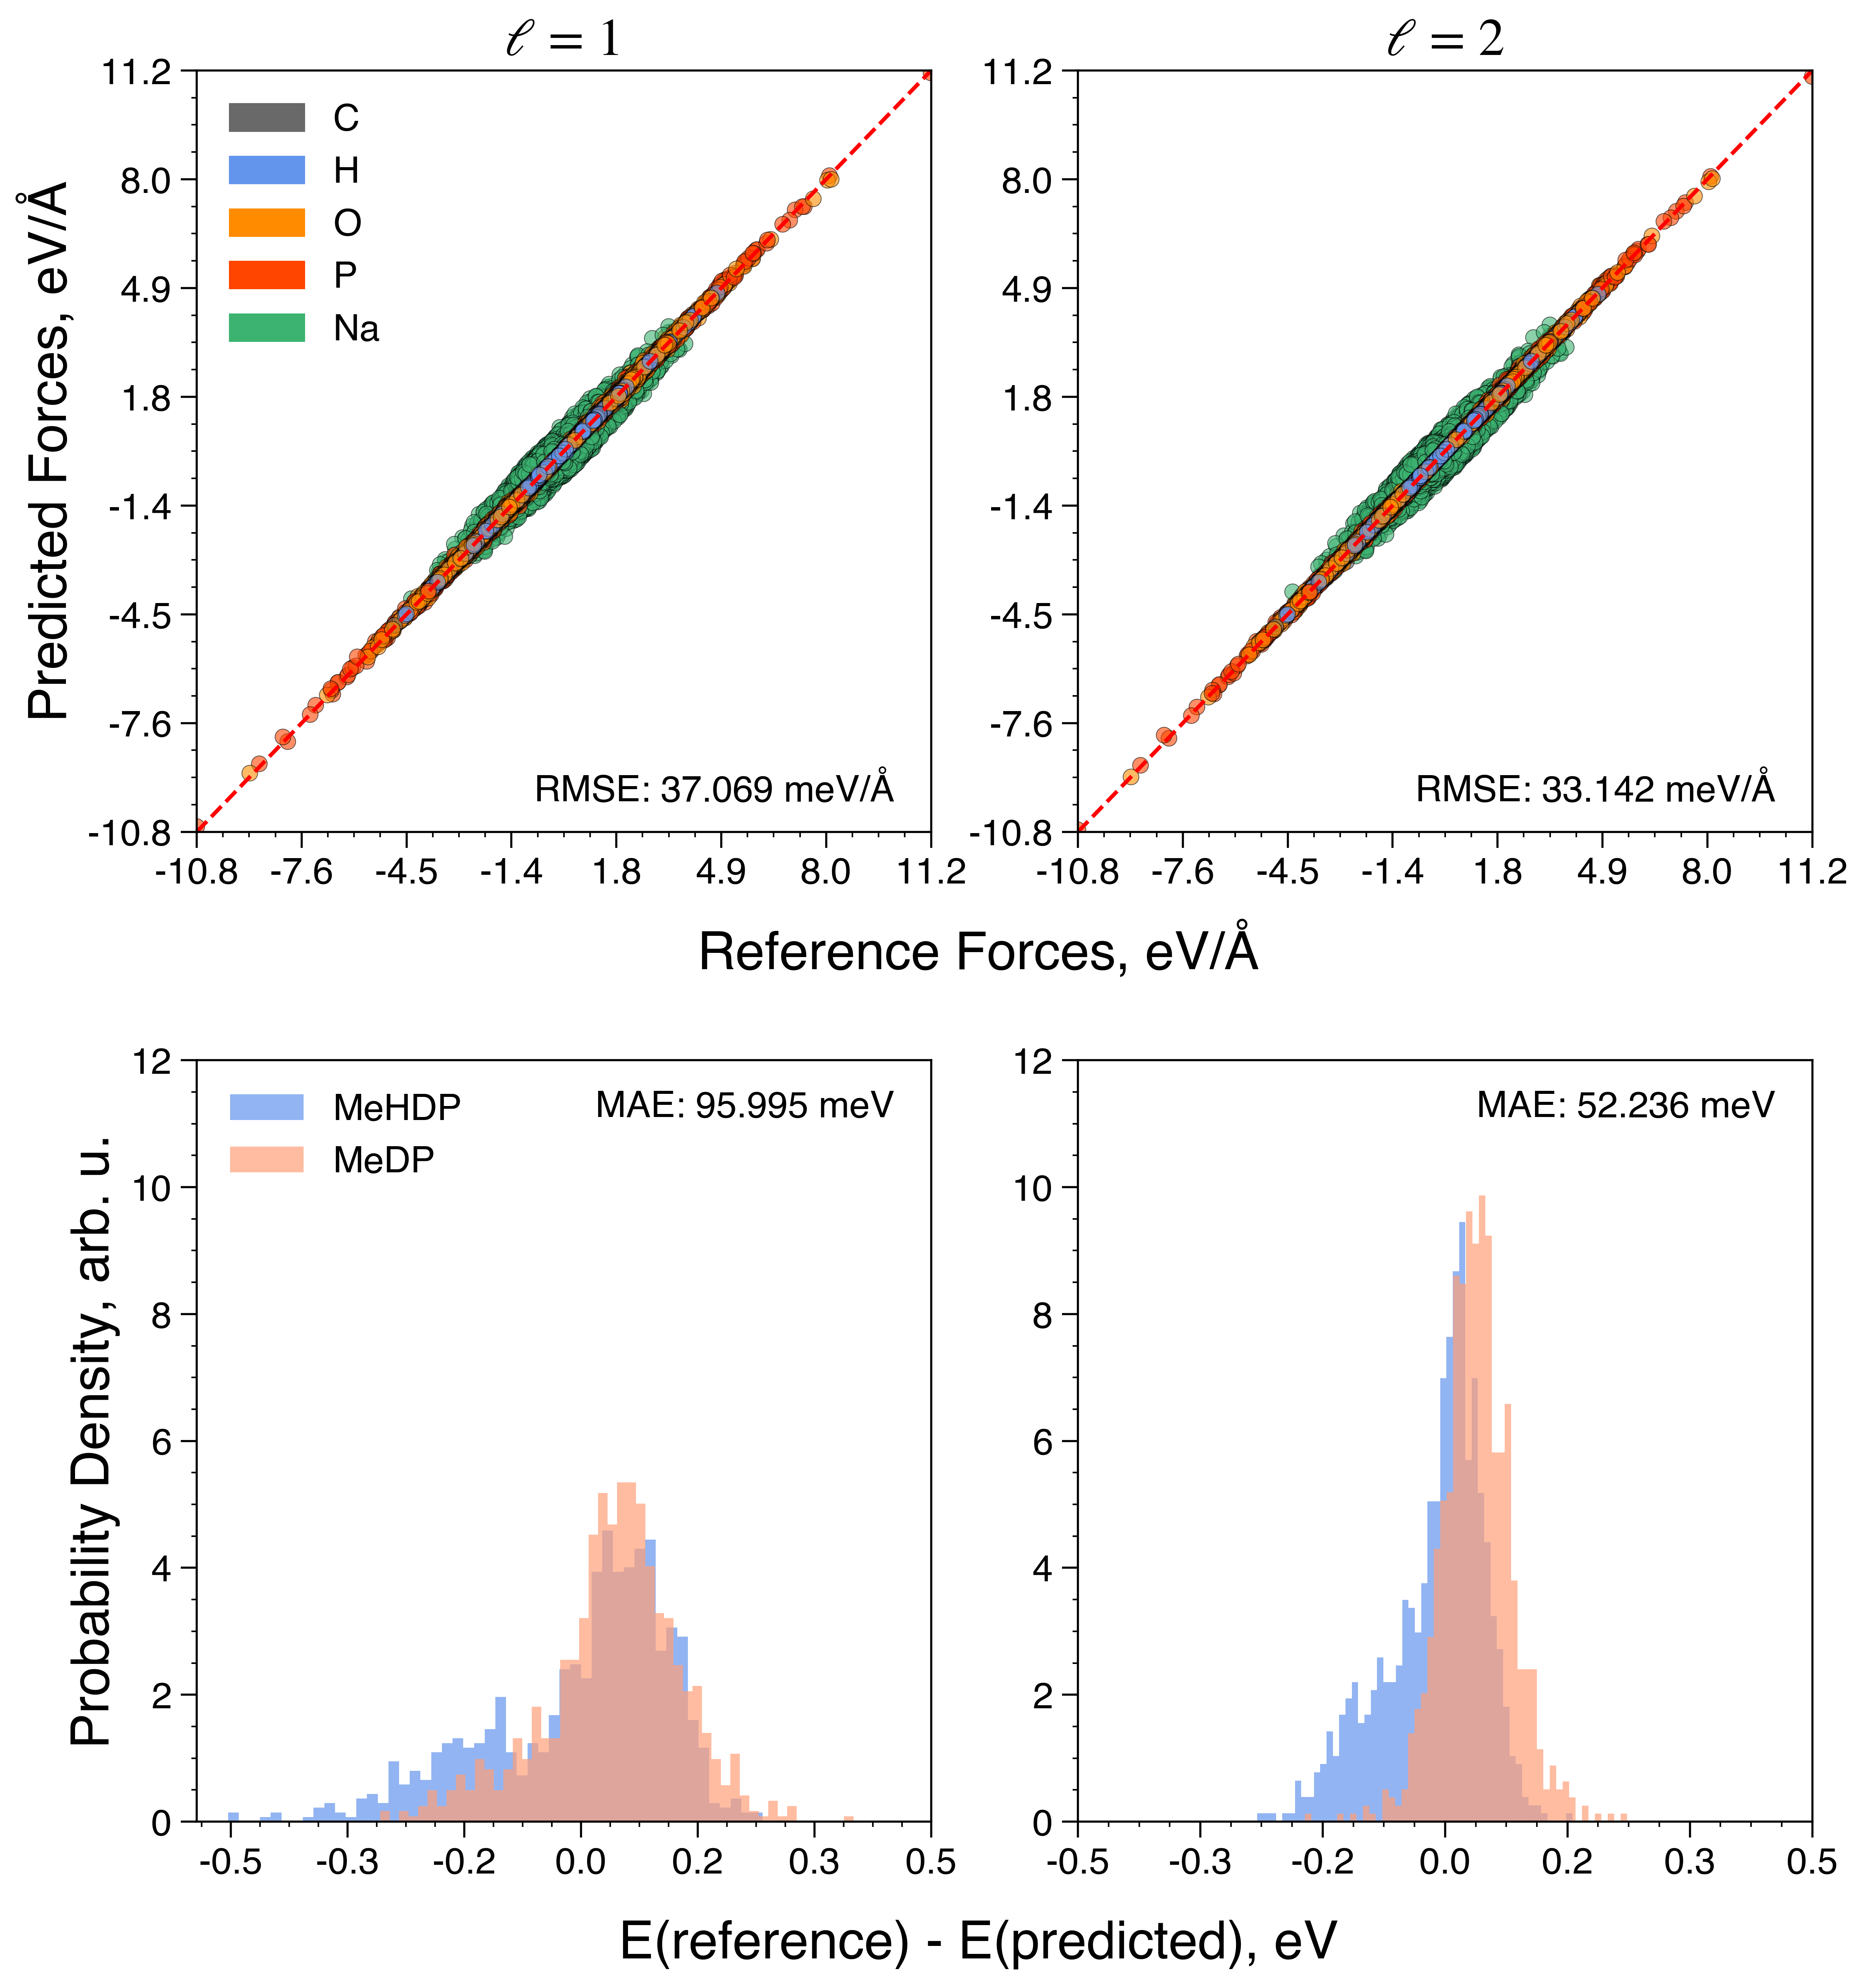 ℓ = 1
ℓ = 2
Predicted Forces, eV/Å
11.2
8.0
4.9
1.8
-1.4
-4.5
-7.6
-10.8
C
H
O
P
Na
RMSE: 37.069 meV/Å
-10.8 -7.6 -4.5 -1.4 1.8 4.9 8.0 11.2
11.2
8.0
4.9
1.8
-1.4
-4.5
-7.6
-10.8
RMSE: 33.142 meV/Å
-10.8 -7.6 -4.5 -1.4 1.8 4.9 8.0 11.2
Reference Forces, eV/Å
Probability Density, arb. u.
12
10
8
6
4
2
0
MeHDP
MeDP
MAE: 95.995 meV
-0.5 -0.3 -0.2 0.0 0.2 0.3 0.5
12
10
8
6
4
2
0
MAE: 52.236 meV
-0.5 -0.3 -0.2 0.0 0.2 0.3 0.5
E(reference) - E(predicted), eV